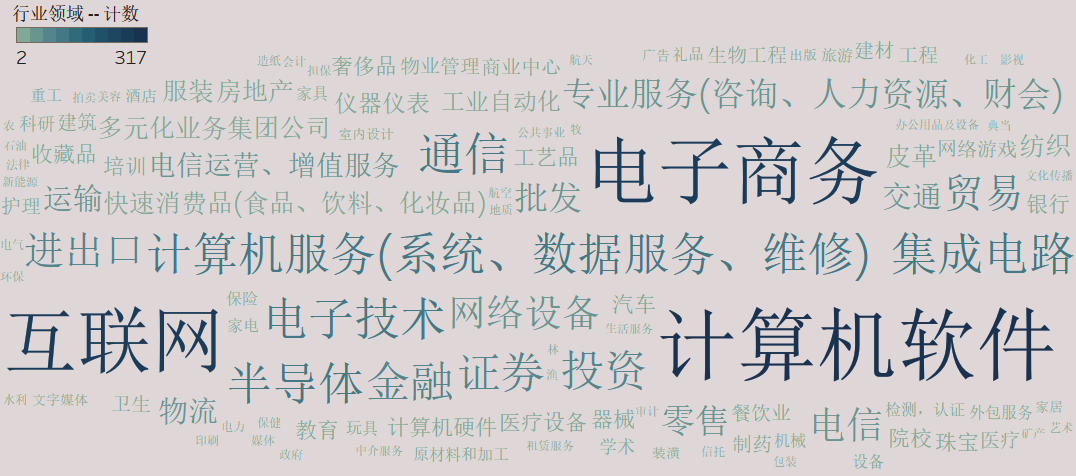 行业领域 -- 计数
2 317
造纸 会计 担保 奢侈品 物业管理 商业中心 航天 广告 礼品 生物工程 出版 旅游 建材 工程 化工 影视
重工 拍卖 美容 酒店 服装 房地产 家具 仪器仪表 工业自动化 专业服务(咨询、人力资源、财会)
农 科研 建筑 多元化业务集团公司 室内设计 通信 公共事业 牧 电子商务 办公用品及设备 典当
石油 法律 收藏品 培训 电信运营、增值服务 工艺品 皮革 网络游戏 纺织
新能源 护理 运输 快速消费品(食品、饮料、化妆品) 航空 地质 批发 交通 贸易 文化传播 银行
电气 环保 进出口 计算机服务(系统、数据服务、维修) 集成电路
互联网 保险 家电 电子技术 网络设备 汽车 生活服务 计算机软件
半导体 金融 证券 林 渔 投资
水利 文字媒体 卫生 物流 印刷 电力 保健 媒体 政府 教育 玩具 中介服务 计算机硬件 原材料和加工 医疗设备 租赁服务 器械 学术 审计 装潢 零售 信托 餐饮业 制药 机械 包装 电信 设备 检测，认证 院校 外包服务 珠宝 医疗 家居 矿产 艺术